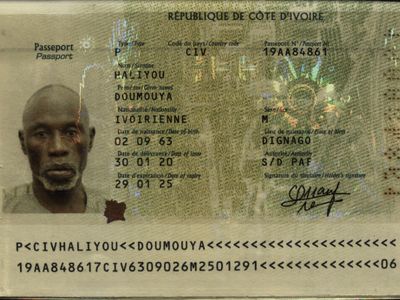 RÉPUBLIQUE DE CÔTE D'IVOIRE
Passeport
Passport
Type/Type
Code du pays/Country code
Passeport N°/Passport Nr
P
CIV
19AA84861
Nom/Surname
HALIYOU
Prénoms/Given names
DOUMOUYA
Nationalité/Nationality
Sexe/Sex
IVOIRIENNE
M
Date de naissance/Date of birth
Lieu de naissance/Place of birth
02 09 63
DIGNAGO
Date de délivrance/Date of issue
Autorité/Authority
30 01 20
S/D PAF
Date d'expiration/Date of expiry
Signature du titulaire/Holder's signature
29 01 25
P<CIVHALIYOU<<DOUMOUYA<<<<<<<<<<<<<<<<<<<<<<
19AA848617CIV6309026M2501291<<<<<<<<<<<<<<06